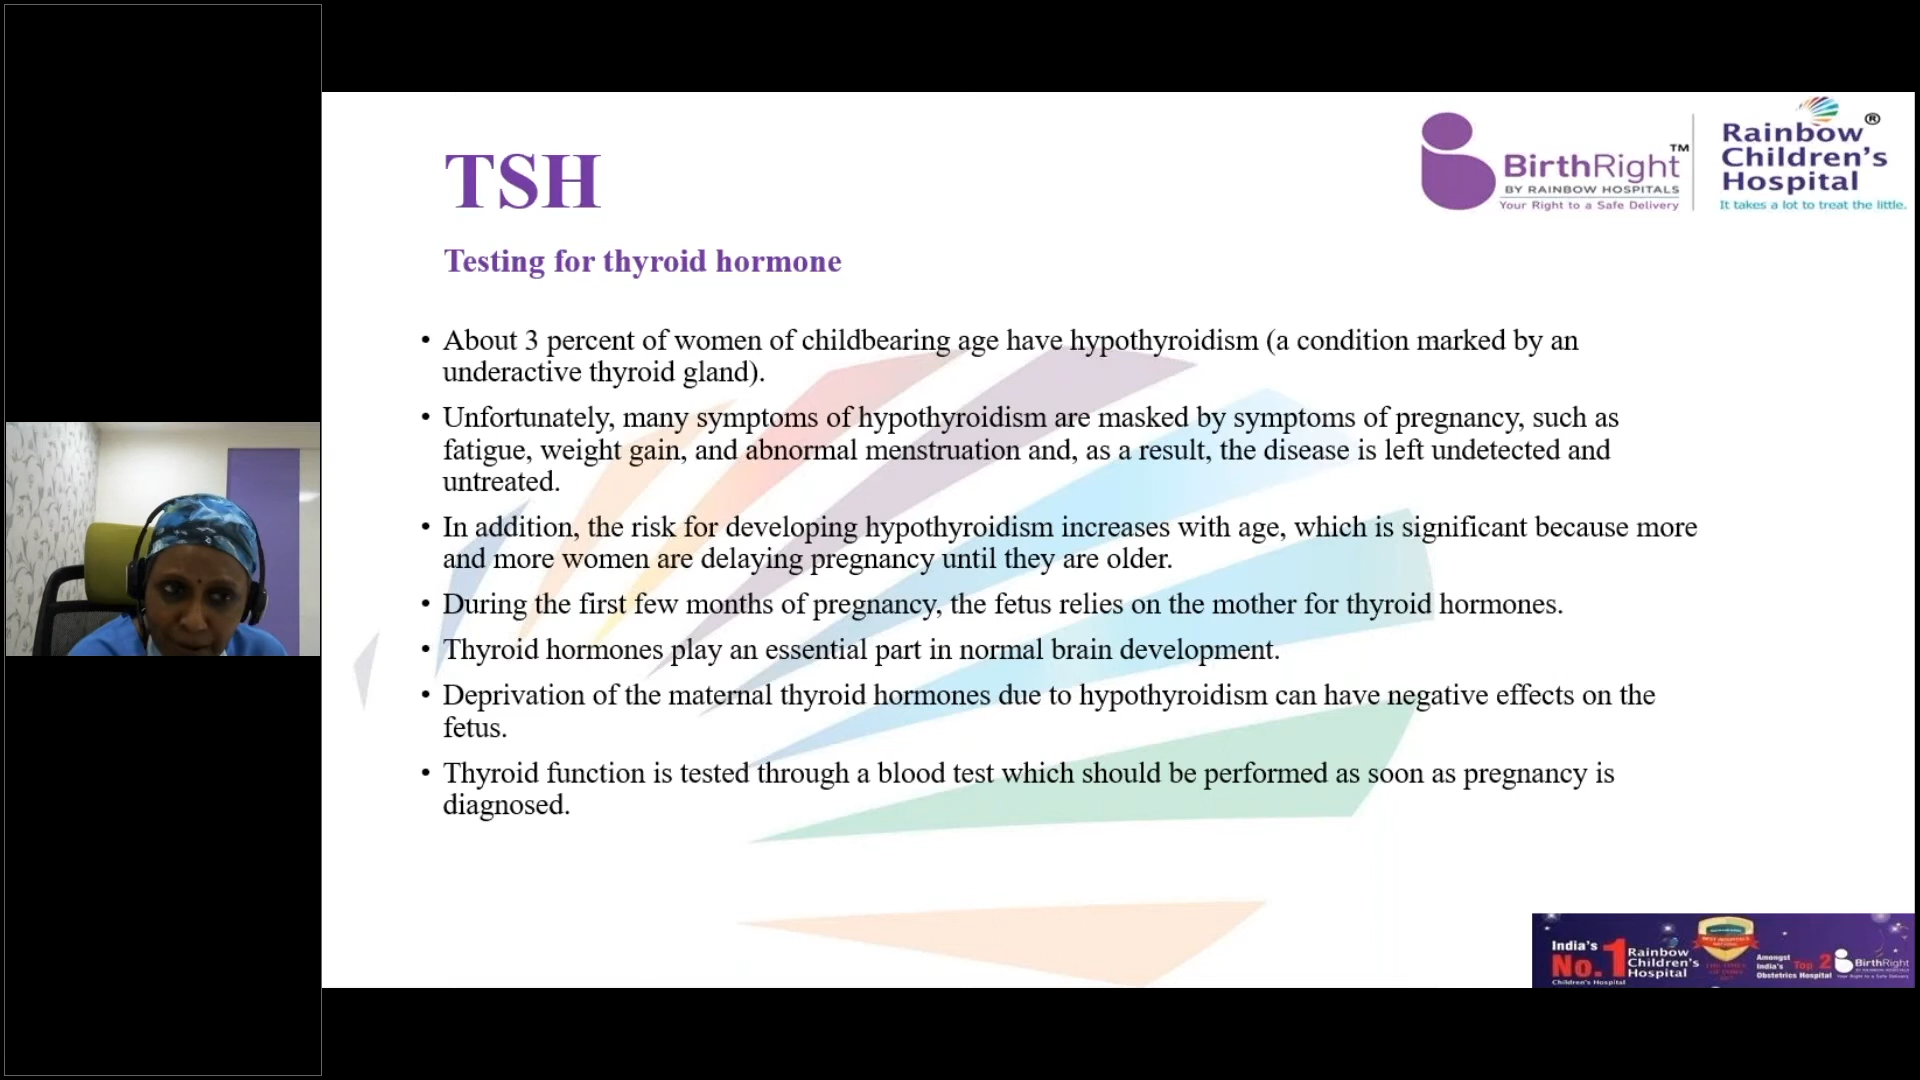 TSH
BirthRight™
BY RAINBOW HOSPITALS
Your Right to a Safe Delivery
Rainbow®
Children's
Hospital
It takes a lot to treat the little.
Testing for thyroid hormone
• About 3 percent of women of childbearing age have hypothyroidism (a condition marked by an
underactive thyroid gland).
• Unfortunately, many symptoms of hypothyroidism are masked by symptoms of pregnancy, such as
fatigue, weight gain, and abnormal menstruation and, as a result, the disease is left undetected and
untreated.
• In addition, the risk for developing hypothyroidism increases with age, which is significant because more
and more women are delaying pregnancy until they are older.
• During the first few months of pregnancy, the fetus relies on the mother for thyroid hormones.
• Thyroid hormones play an essential part in normal brain development.
• Deprivation of the maternal thyroid hormones due to hypothyroidism can have negative effects on the
fetus.
• Thyroid function is tested through a blood test which should be performed as soon as pregnancy is
diagnosed.
India's
No. 1
Children's Hospital
Rainbow
Children's
Hospital
Amongst
India's Top 2
Obstetrics Hospital
BirthRight